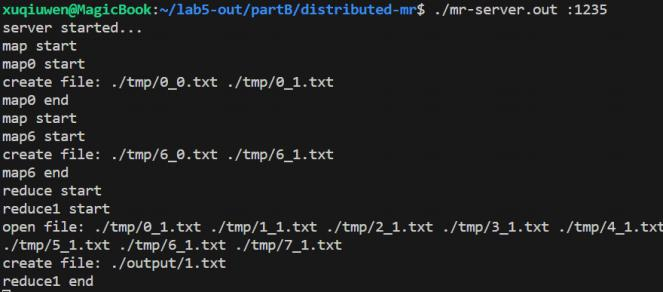 xuqiuwen@MagicBook:~/lab5-out/partB/distributed-mr$ ./mr-server.out :1235
server started...
map start
map0 start
create file: ./tmp/0_0.txt ./tmp/0_1.txt
map0 end
map start
map6 start
create file: ./tmp/6_0.txt ./tmp/6_1.txt
map6 end
reduce start
reduce1 start
open file: ./tmp/0_1.txt ./tmp/1_1.txt ./tmp/2_1.txt ./tmp/3_1.txt ./tmp/4_1.txt
./tmp/5_1.txt ./tmp/6_1.txt ./tmp/7_1.txt
create file: ./output/1.txt
reduce1 end